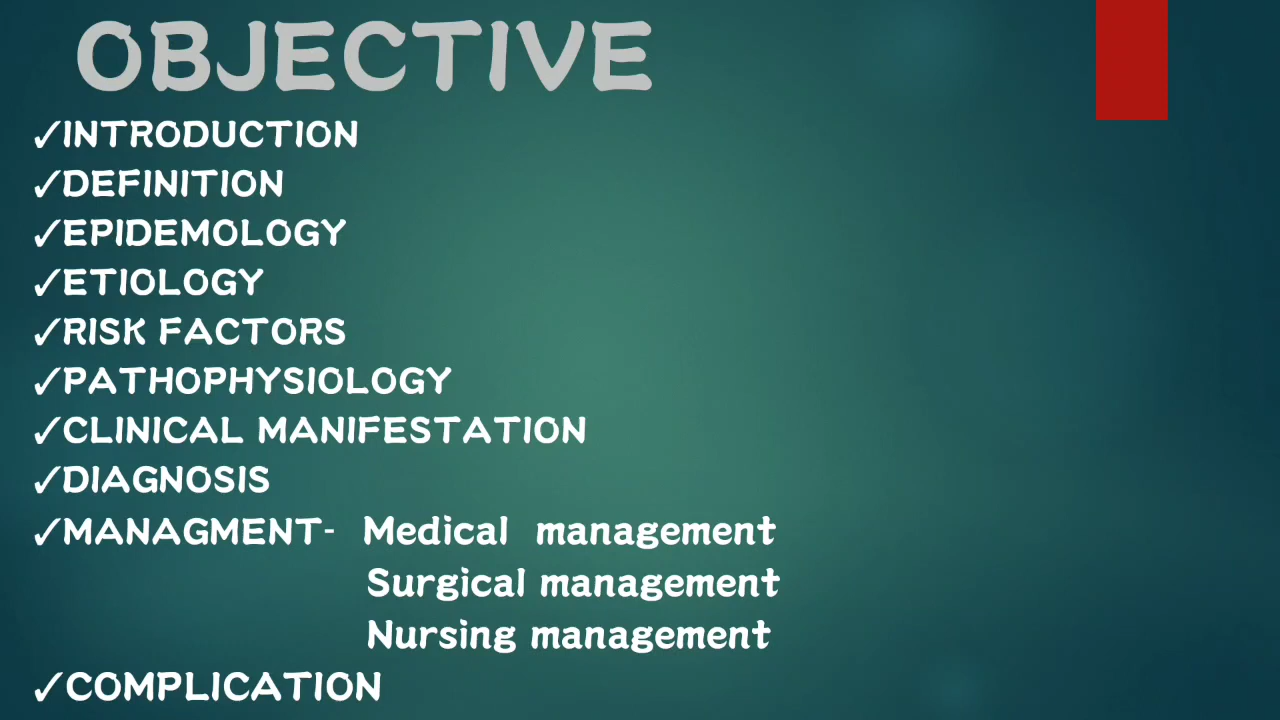 OBJECTIVE
✓INTRODUCTION
✓DEFINITION
✓EPIDEMOLOGY
✓ETIOLOGY
✓RISK FACTORS
✓PATHOPHYSIOLOGY
✓CLINICAL MANIFESTATION
✓DIAGNOSIS
✓MANAGMENT- Medical management
Surgical management
Nursing management
✓COMPLICATION